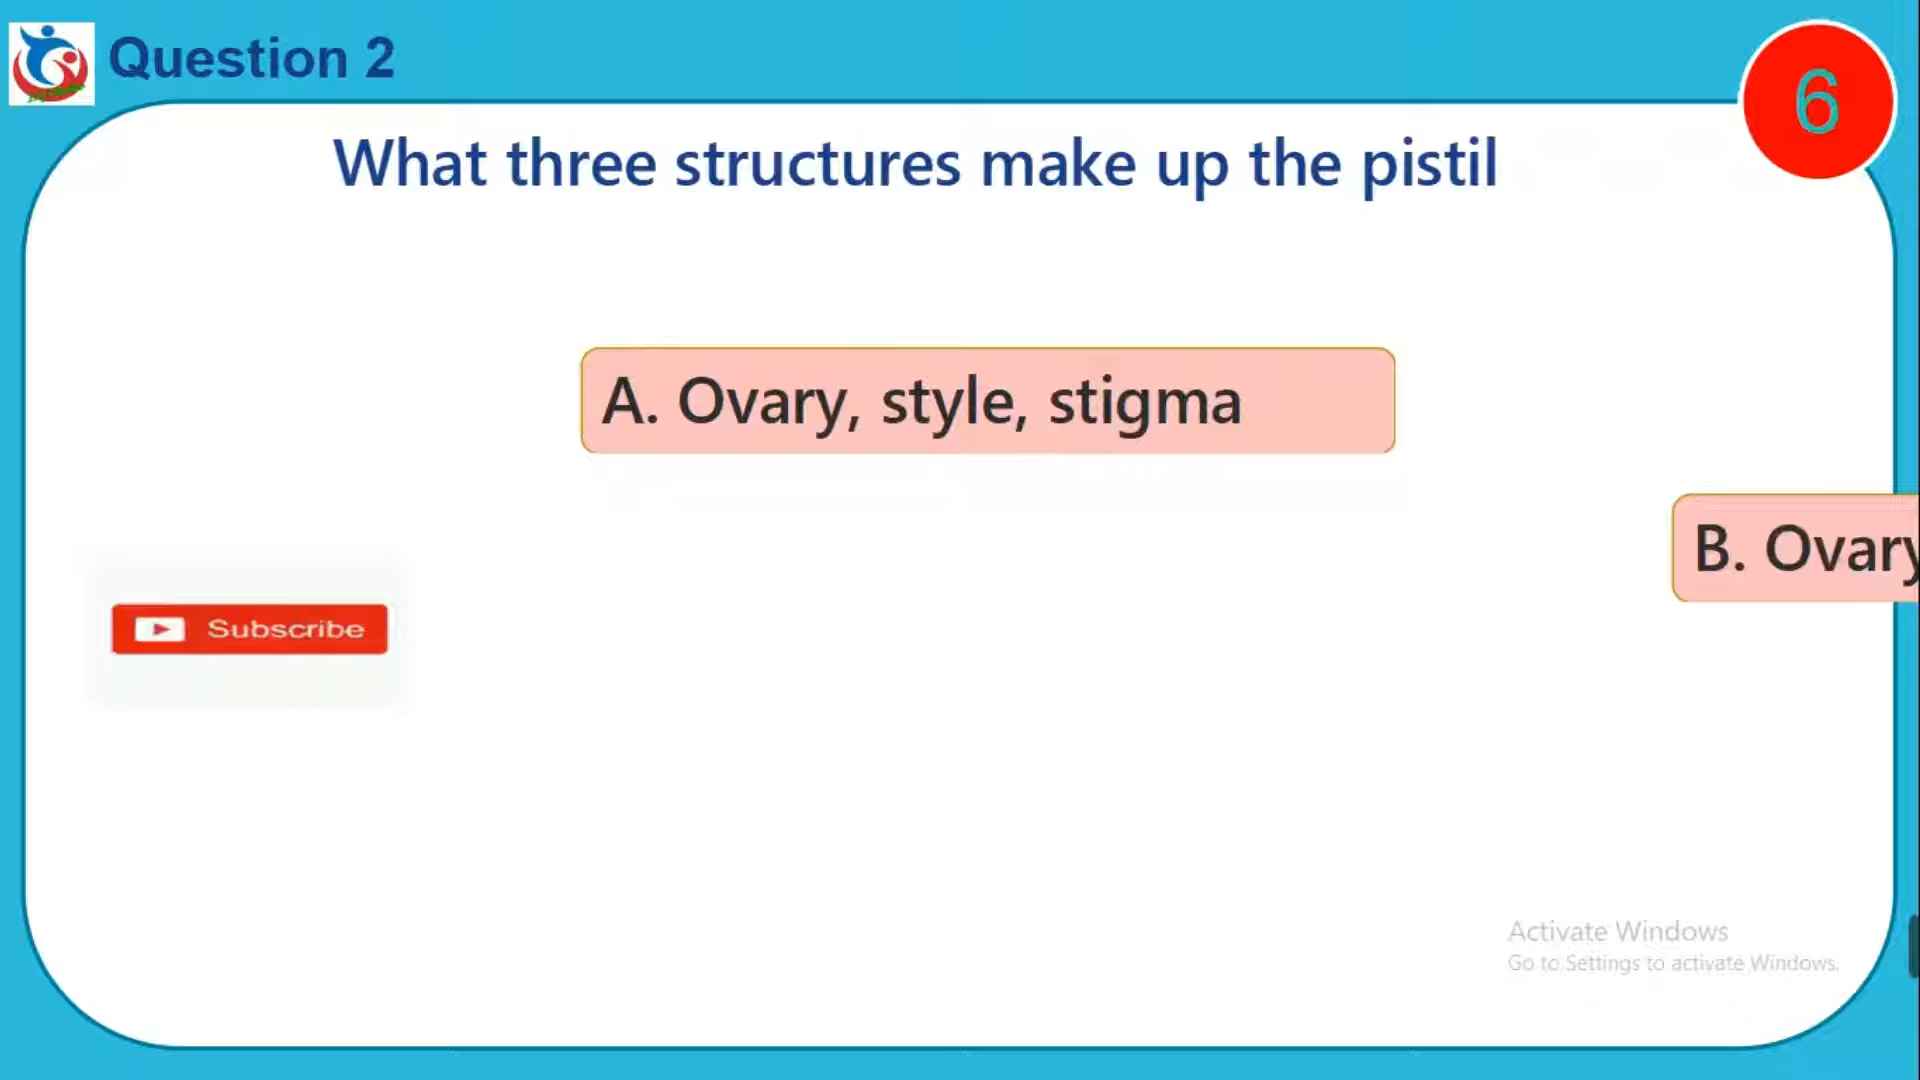 Question 2
6
What three structures make up the pistil
A. Ovary, style, stigma
B. Ovary
Subscribe
Activate Windows
Go to Settings to activate Windows.